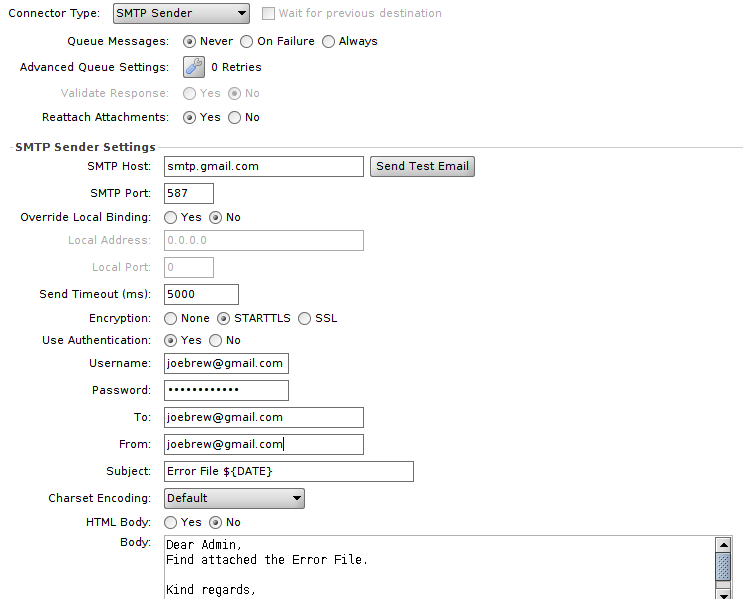 Connector Type: SMTP Sender Wait for previous destination
Queue Messages: Never On Failure Always
Advanced Queue Settings: 0 Retries
Validate Response: Yes No
Reattach Attachments: Yes No
SMTP Sender Settings
SMTP Host: smtp.gmail.com Send Test Email
SMTP Port: 587
Override Local Binding: Yes No
Local Address: 0.0.0.0
Local Port: 0
Send Timeout (ms): 5000
Encryption: None STARTTLS SSL
Use Authentication: Yes No
Username: joebrew@gmail.com
Password: ••••••••••••
To: joebrew@gmail.com
From: joebrew@gmail.com
Subject: Error File ${DATE}
Charset Encoding: Default
HTML Body: Yes No
Body: Dear Admin,
Find attached the Error File.
Kind regards,